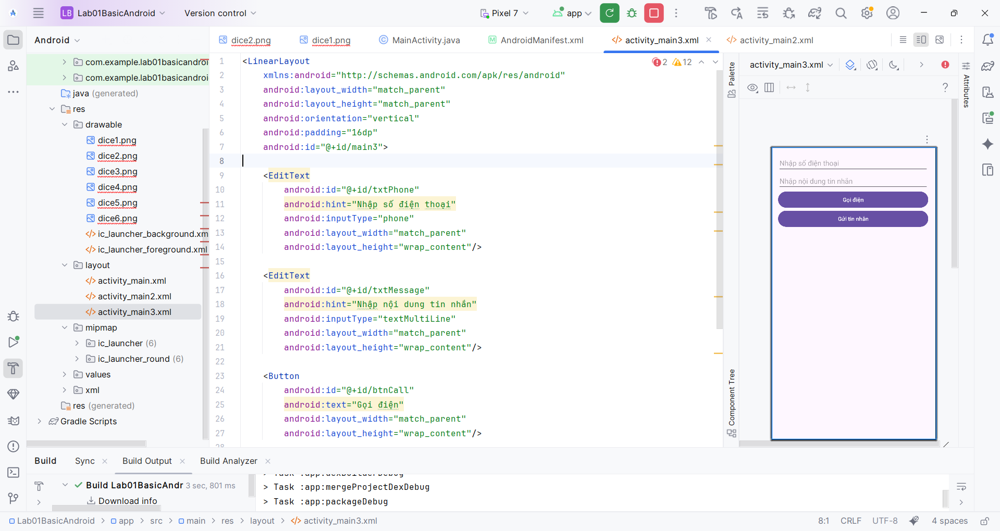 LB Lab01BasicAndroid
Version control
Pixel 7
app
Android
dice2.png
dice1.png
MainActivity.java
AndroidManifest.xml
activity_main3.xml
activity_main2.xml
com.example.lab01basicandroi
com.example.lab01basicandroi
java (generated)
res
drawable
dice1.png
dice2.png
dice3.png
dice4.png
dice5.png
dice6.png
ic_launcher_background.xm
ic_launcher_foreground.xml
layout
activity_main.xml
activity_main2.xml
activity_main3.xml
mipmap
ic_launcher (6)
ic_launcher_round (6)
values
xml
res (generated)
Gradle Scripts
1 <LinearLayout
2 xmlns:android="http://schemas.android.com/apk/res/android"
3 android:layout_width="match_parent"
4 android:layout_height="match_parent"
5 android:orientation="vertical"
6 android:padding="16dp"
7 android:id="@+id/main3">
8
9 <EditText
10 android:id="@+id/txtPhone"
11 android:hint="Nhập số điện thoại"
12 android:inputType="phone"
13 android:layout_width="match_parent"
14 android:layout_height="wrap_content"/>
15
16 <EditText
17 android:id="@+id/txtMessage"
18 android:hint="Nhập nội dung tin nhắn"
19 android:inputType="textMultiLine"
20 android:layout_width="match_parent"
21 android:layout_height="wrap_content"/>
22
23 <Button
24 android:id="@+id/btnCall"
25 android:text="Gọi điện"
26 android:layout_width="match_parent"
27 android:layout_height="wrap_content"/>
28
2 12
Palette
Component Tree
activity_main3.xml
?
Nhập số điện thoại
Nhập nội dung tin nhắn
Gọi điện
Gửi tin nhắn
Attributes
Build
Sync
Build Output
Build Analyzer
Build Lab01BasicAndr 3 sec, 801 ms
Download info
> Task :app:dexBuilderDebug
> Task :app:mergeProjectDexDebug
> Task :app:packageDebug
Lab01BasicAndroid > app > src > main > res > layout > activity_main3.xml
8:1 CRLF UTF-8 4 spaces